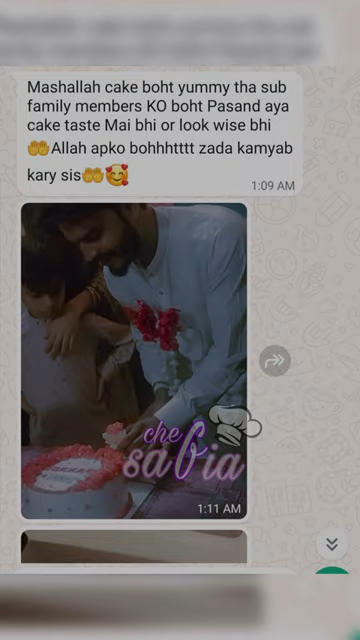 Mashallah cake boht yummy tha sub
family members KO boht Pasand aya
cake taste Mai bhi or look wise bhi
🤲Allah apko bohhhtttt zada kamyab
kary sis🤲🥰
1:09 AM
chef
safia
1:11 AM